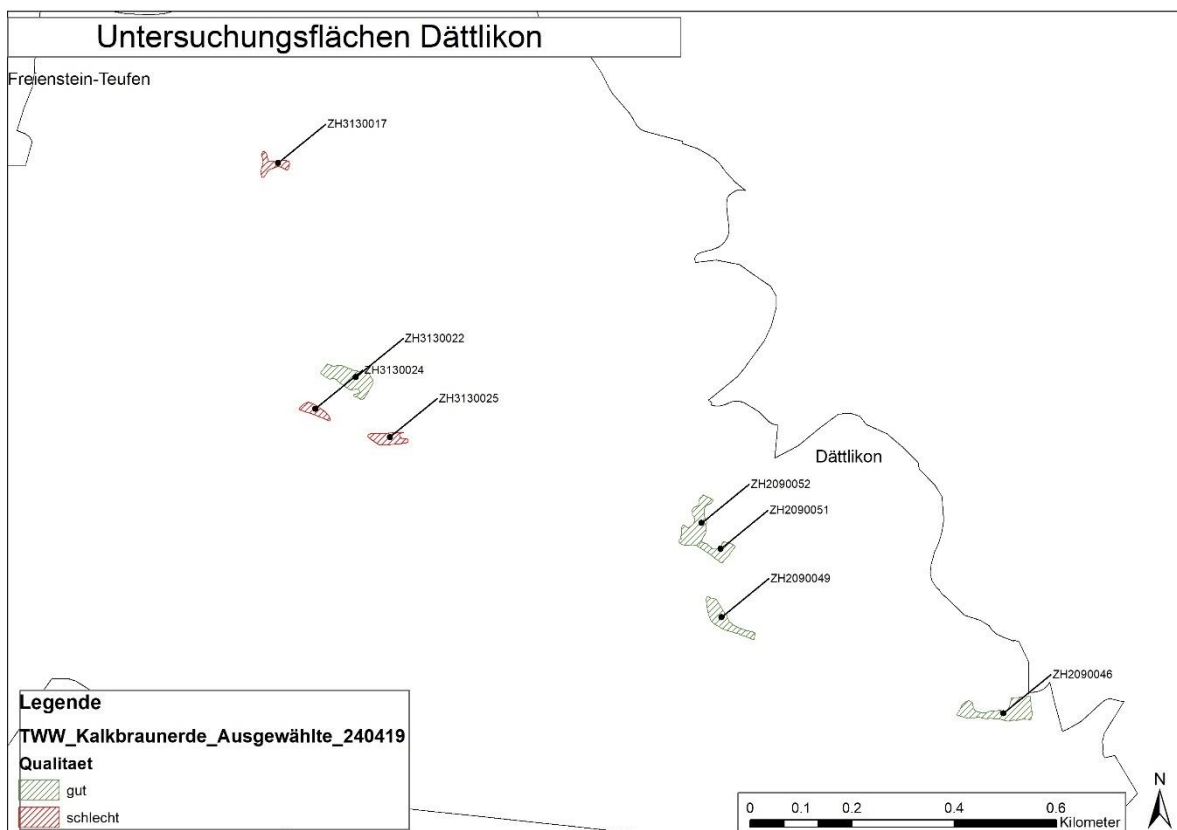 Untersuchungsflächen Dättlikon
Freienstein-Teufen
ZH3130017
ZH3130022
ZH3130024
ZH3130025
Dättlikon
ZH2090052
ZH2090051
ZH2090049
ZH2090046
Legende
TWW_Kalkbraunerde_Ausgewählte_240419
Qualitaet
gut
schlecht
0 0.1 0.2 0.4 0.6
Kilometer
N